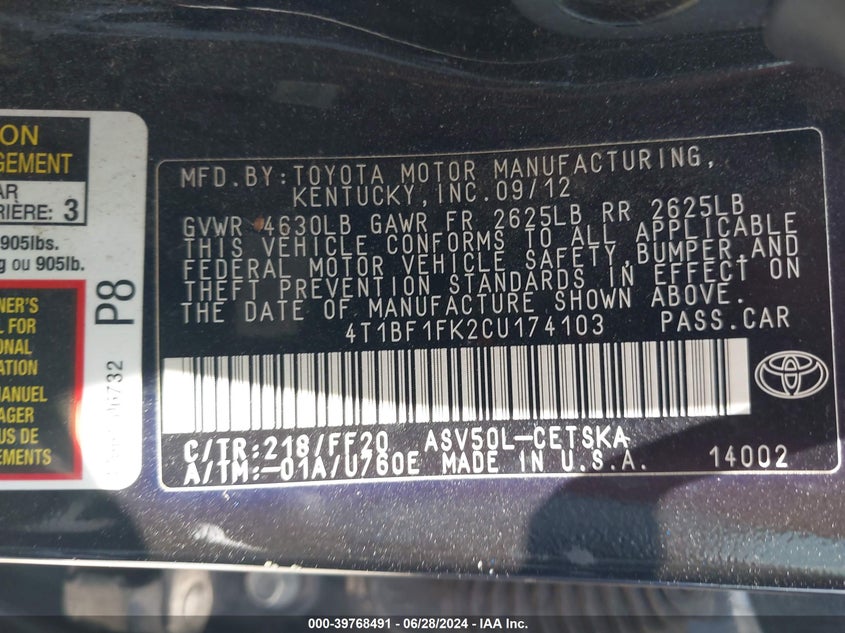 ON
GEMENT
AR
RIÈRE: 3
905lbs.
g ou 905lb.
NER'S
L FOR
ONAL
ATION
MANUEL
AGER
US DE
EMENTS
P8
MFD.BY:TOYOTA MOTOR MANUFACTURING,
KENTUCKY,INC.09/12
GVWR 4630LB GAWR FR 2625LB RR 2625LB
THIS VEHICLE CONFORMS TO ALL APPLICABLE
FEDERAL MOTOR VEHICLE SAFETY,BUMPER,AND
THEFT PREVENTION STANDARDS IN EFFECT ON
THE DATE OF MANUFACTURE SHOWN ABOVE.
4T1BF1FK2CU174103 PASS.CAR
C/TR:218/FF20 ASV50L-CETSKA
A/TM:-01A/U760E MADE IN U.S.A. 14002
000-39768491 - 06/28/2024 - IAA Inc.